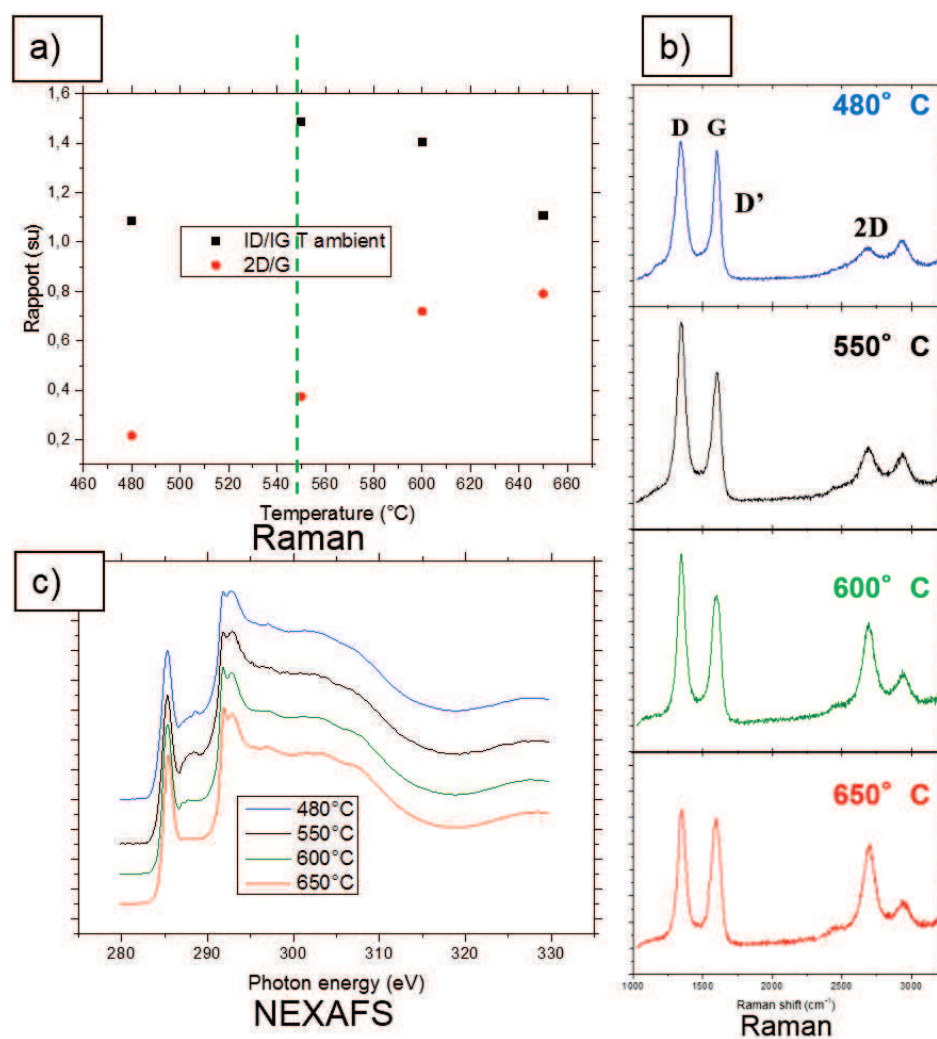 a)
1,6
1,4
1,2
1,0
0,8
0,6
0,4
0,2
Rapport (su)
ID/IG T ambient
2D/G
460 480 500 520 540 560 580 600 620 640 660
Temperature (°C)
Raman
b)
480° C
D G
D’
2D
550° C
600° C
650° C
1000 1500 2000 2500 3000
Raman shift (cm⁻¹)
Raman
c)
480°C
550°C
600°C
650°C
280 290 300 310 320 330
Photon energy (eV)
NEXAFS